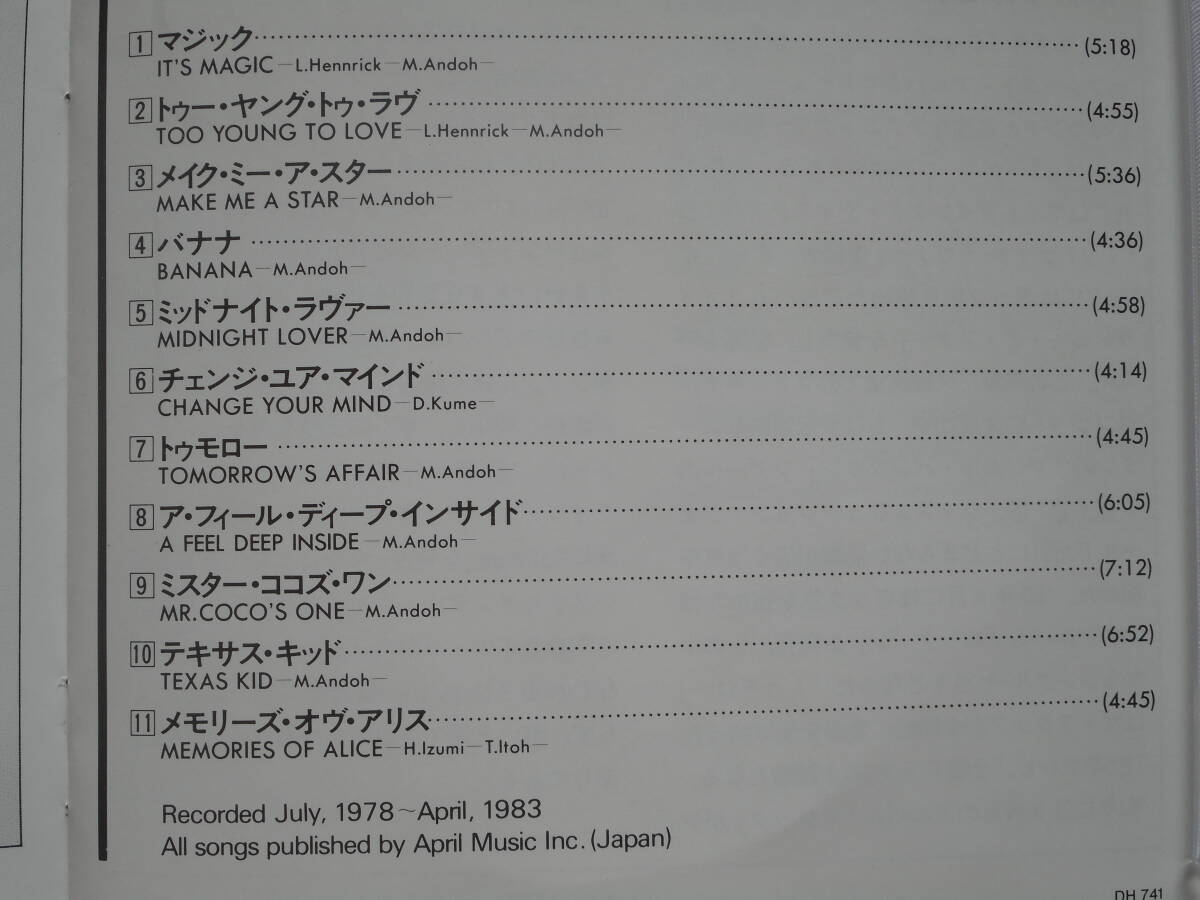 1 マジック (5:18)
IT'S MAGIC—L.Hennrick—M.Andoh—
2 トゥー・ヤング・トゥ・ラヴ (4:55)
TOO YOUNG TO LOVE—L.Hennrick—M.Andoh—
3 メイク・ミー・ア・スター (5:36)
MAKE ME A STAR—M.Andoh—
4 バナナ (4:36)
BANANA—M.Andoh—
5 ミッドナイト・ラヴァー (4:58)
MIDNIGHT LOVER—M.Andoh—
6 チェンジ・ユア・マインド (4:14)
CHANGE YOUR MIND—D.Kume—
7 トゥモロー (4:45)
TOMORROW'S AFFAIR—M.Andoh—
8 ア・フィール・ディープ・インサイド (6:05)
A FEEL DEEP INSIDE—M.Andoh—
9 ミスター・ココズ・ワン (7:12)
MR.COCO'S ONE—M.Andoh—
10 テキサス・キッド (6:52)
TEXAS KID—M.Andoh—
11 メモリーズ・オヴ・アリス (4:45)
MEMORIES OF ALICE—H.Izumi—T.Itoh—
Recorded July, 1978~April, 1983
All songs published by April Music Inc. (Japan)
DH 741